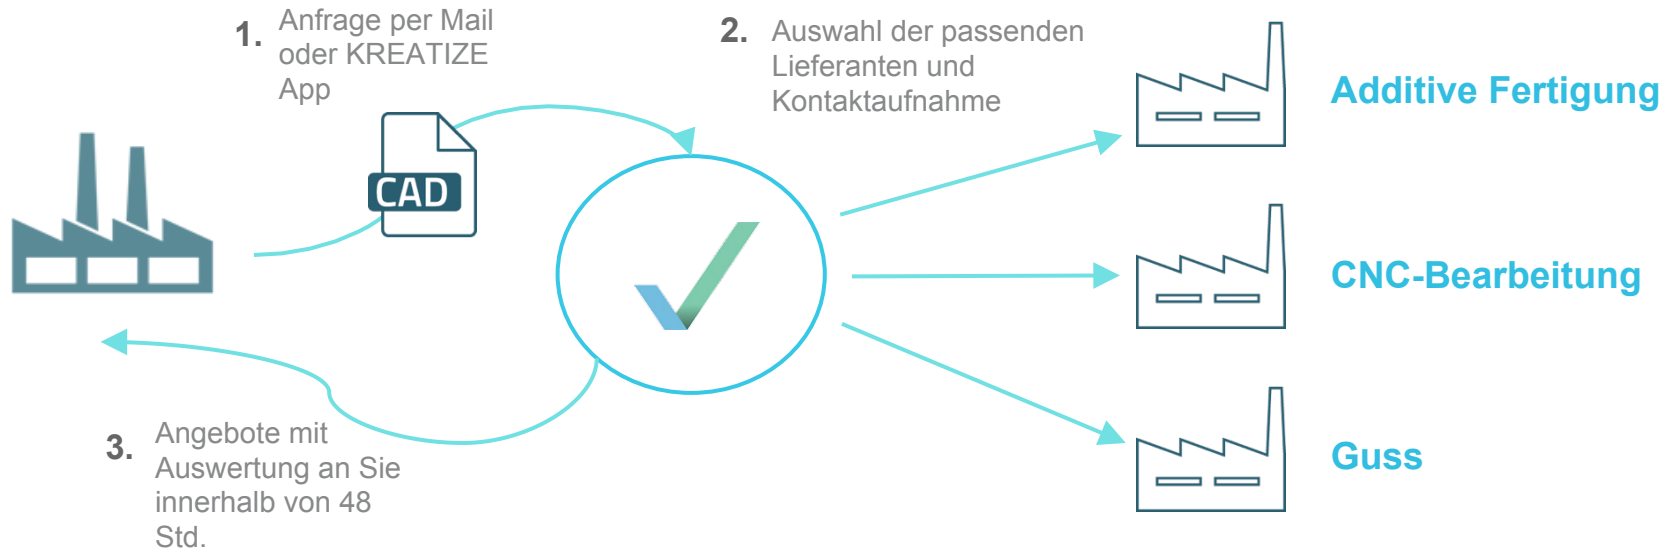 1. Anfrage per Mail
oder KREATIZE
App
CAD
2. Auswahl der passenden
Lieferanten und
Kontaktaufnahme
Additive Fertigung
CNC-Bearbeitung
Guss
3. Angebote mit
Auswertung an Sie
innerhalb von 48
Std.